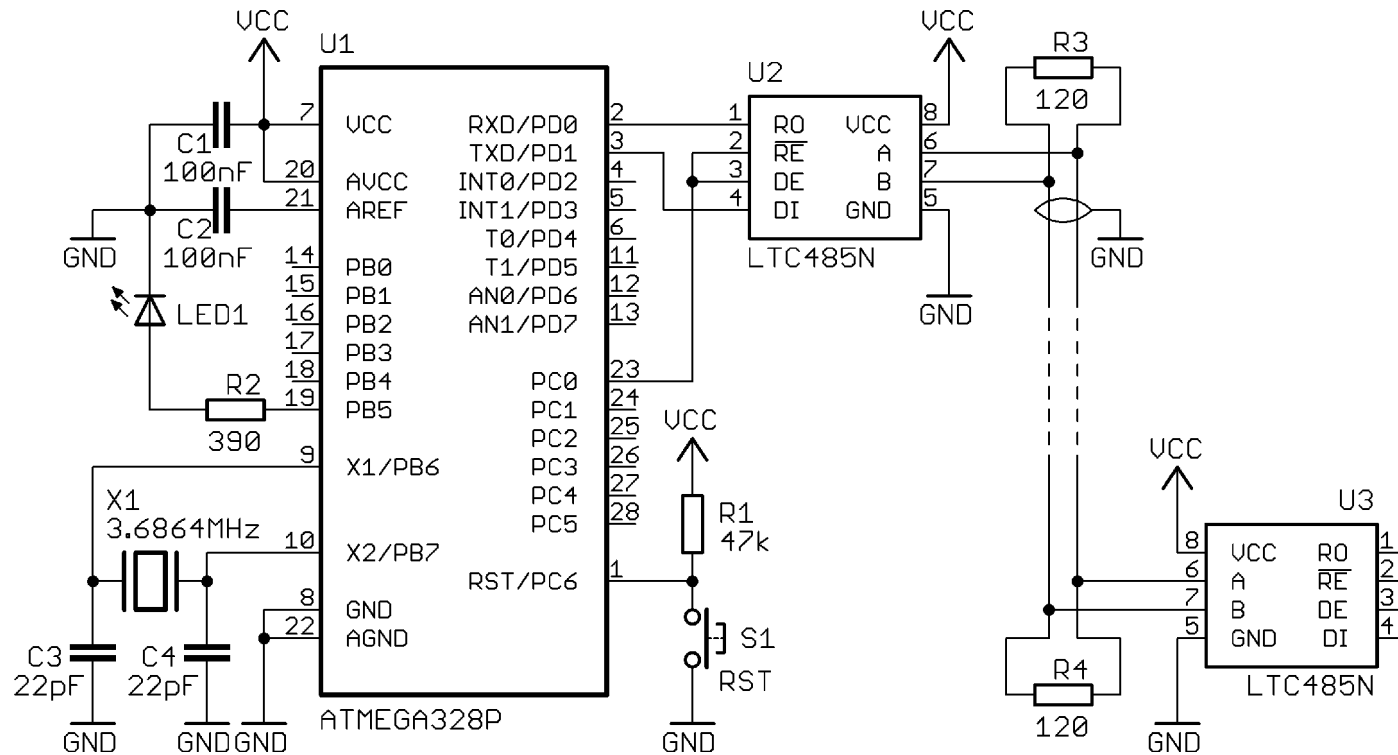 VCC
U1
7 VCC RXD/PD0 2
TXD/PD1 3
20 AVCC INT0/PD2 4
21 AREF INT1/PD3 5
T0/PD4 6
14 PB0 T1/PD5 11
15 PB1 AN0/PD6 12
16 PB2 AN1/PD7 13
17 PB3
18 PB4 PC0 23
19 PB5 PC1 24
PC2 25
9 X1/PB6 PC3 26
PC4 27
PC5 28
10 X2/PB7
RST/PC6 1
8 GND
22 AGND
ATMEGA328P
C1
100nF
C2
100nF
GND
LED1
R2
390
X1
3.6864MHz
C3
22pF
C4
22pF
GND
GND
GND
VCC
R1
47k
S1
RST
GND
U2
1 RO VCC 8
2 RE A 6
3 DE B 7
4 DI GND 5
LTC485N
VCC
GND
R3
120
GND
VCC
U3
8 VCC RO 1
6 A RE 2
7 B DE 3
5 GND DI 4
LTC485N
GND
R4
120